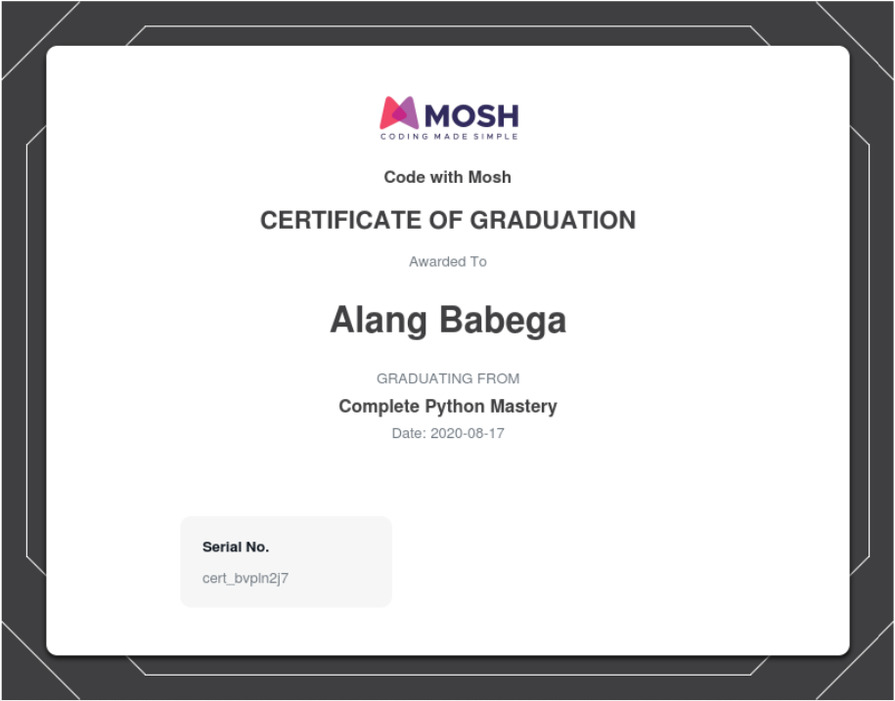 MOSH
CODING MADE SIMPLE
Code with Mosh
CERTIFICATE OF GRADUATION
Awarded To
Alang Babega
GRADUATING FROM
Complete Python Mastery
Date: 2020-08-17
Serial No.
cert_bvpln2j7